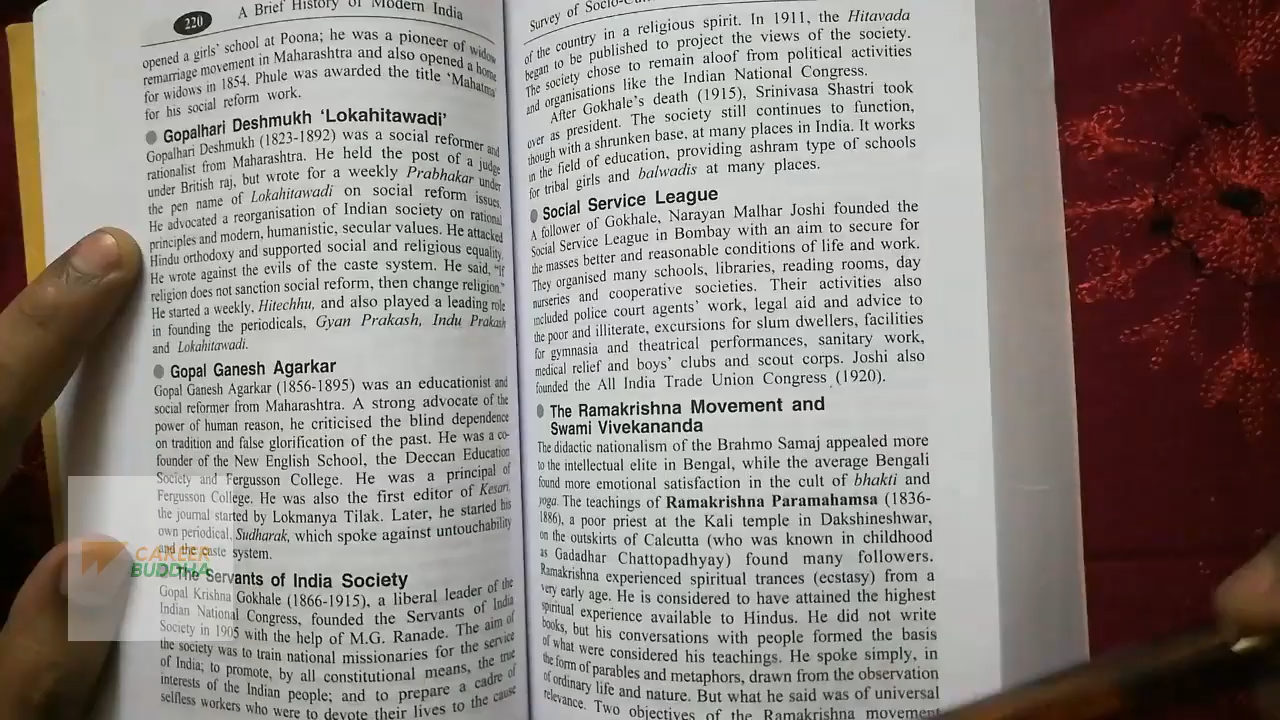 220
A Brief History of Modern India
opened a girls' school at Poona; he was a pioneer of widow
remarriage movement in Maharashtra and also opened a home
for widows in 1854. Phule was awarded the title 'Mahatma'
for his social reform work.
Gopalhari Deshmukh 'Lokahitawadi'
Gopalhari Deshmukh (1823-1892) was a social reformer and
rationalist from Maharashtra. He held the post of a judge
under British raj, but wrote for a weekly Prabhakar under
the pen name of Lokahitawadi on social reform issues.
He advocated a reorganisation of Indian society on rational
principles and modern, humanistic, secular values. He attacked
Hindu orthodoxy and supported social and religious equality.
He wrote against the evils of the caste system. He said, "If
religion does not sanction social reform, then change religion."
He started a weekly, Hitechhu, and also played a leading role
in founding the periodicals, Gyan Prakash, Indu Prakash
and Lokahitawadi.
Gopal Ganesh Agarkar
Gopal Ganesh Agarkar (1856-1895) was an educationist and
social reformer from Maharashtra. A strong advocate of the
power of human reason, he criticised the blind dependence
on tradition and false glorification of the past. He was a co-
founder of the New English School, the Deccan Education
Society and Fergusson College. He was a principal of
Fergusson College. He was also the first editor of Kesari,
the journal started by Lokmanya Tilak. Later, he started his
own periodical, Sudharak, which spoke against untouchability
and the caste system.
The Servants of India Society
Gopal Krishna Gokhale (1866-1915), a liberal leader of the
Indian National Congress, founded the Servants of India
Society in 1905 with the help of M.G. Ranade. The aim of
the society was to train national missionaries for the service
of India; to promote, by all constitutional means, the true
interests of the Indian people; and to prepare a cadre of
selfless workers who were to devote their lives to the cause
CAREER
BUDDHA
Survey of
of the country in a religious spirit. In 1911, the Hitavada
began to be published to project the views of the society.
The society chose to remain aloof from political activities
and organisations like the Indian National Congress.
After Gokhale's death (1915), Srinivasa Shastri took
over as president. The society still continues to function,
though with a shrunken base, at many places in India. It works
in the field of education, providing ashram type of schools
for tribal girls and balwadis at many places.
Social Service League
A follower of Gokhale, Narayan Malhar Joshi founded the
Social Service League in Bombay with an aim to secure for
the masses better and reasonable conditions of life and work.
They organised many schools, libraries, reading rooms, day
nurseries and cooperative societies. Their activities also
included police court agents' work, legal aid and advice to
the poor and illiterate, excursions for slum dwellers, facilities
for gymnasia and theatrical performances, sanitary work,
medical relief and boys' clubs and scout corps. Joshi also
founded the All India Trade Union Congress (1920).
The Ramakrishna Movement and
Swami Vivekananda
The didactic nationalism of the Brahmo Samaj appealed more
to the intellectual elite in Bengal, while the average Bengali
found more emotional satisfaction in the cult of bhakti and
yoga. The teachings of Ramakrishna Paramahamsa (1836-
1886), a poor priest at the Kali temple in Dakshineshwar,
on the outskirts of Calcutta (who was known in childhood
as Gadadhar Chattopadhyay) found many followers.
Ramakrishna experienced spiritual trances (ecstasy) from a
very early age. He is considered to have attained the highest
spiritual experience available to Hindus. He did not write
books, but his conversations with people formed the basis
of what were considered his teachings. He spoke simply, in
the form of parables and metaphors, drawn from the observation
of ordinary life and nature. But what he said was of universal
relevance. Two objectives of the Ramakrishna movement